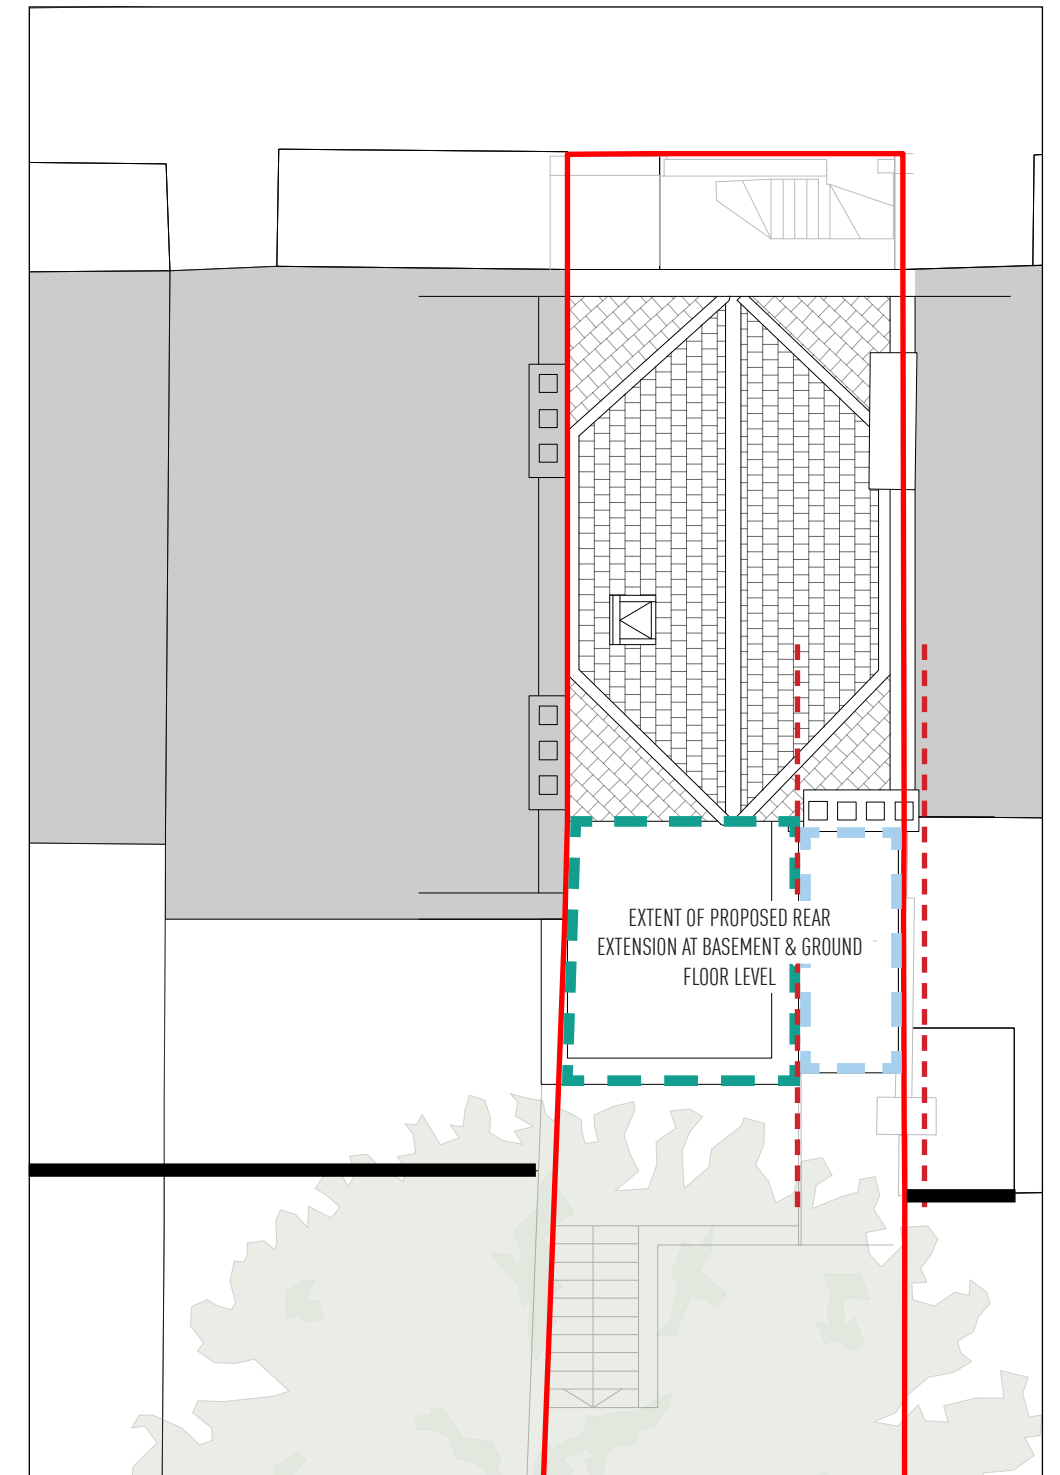 EXTENT OF PROPOSED REAR
EXTENSION AT BASEMENT & GROUND
FLOOR LEVEL